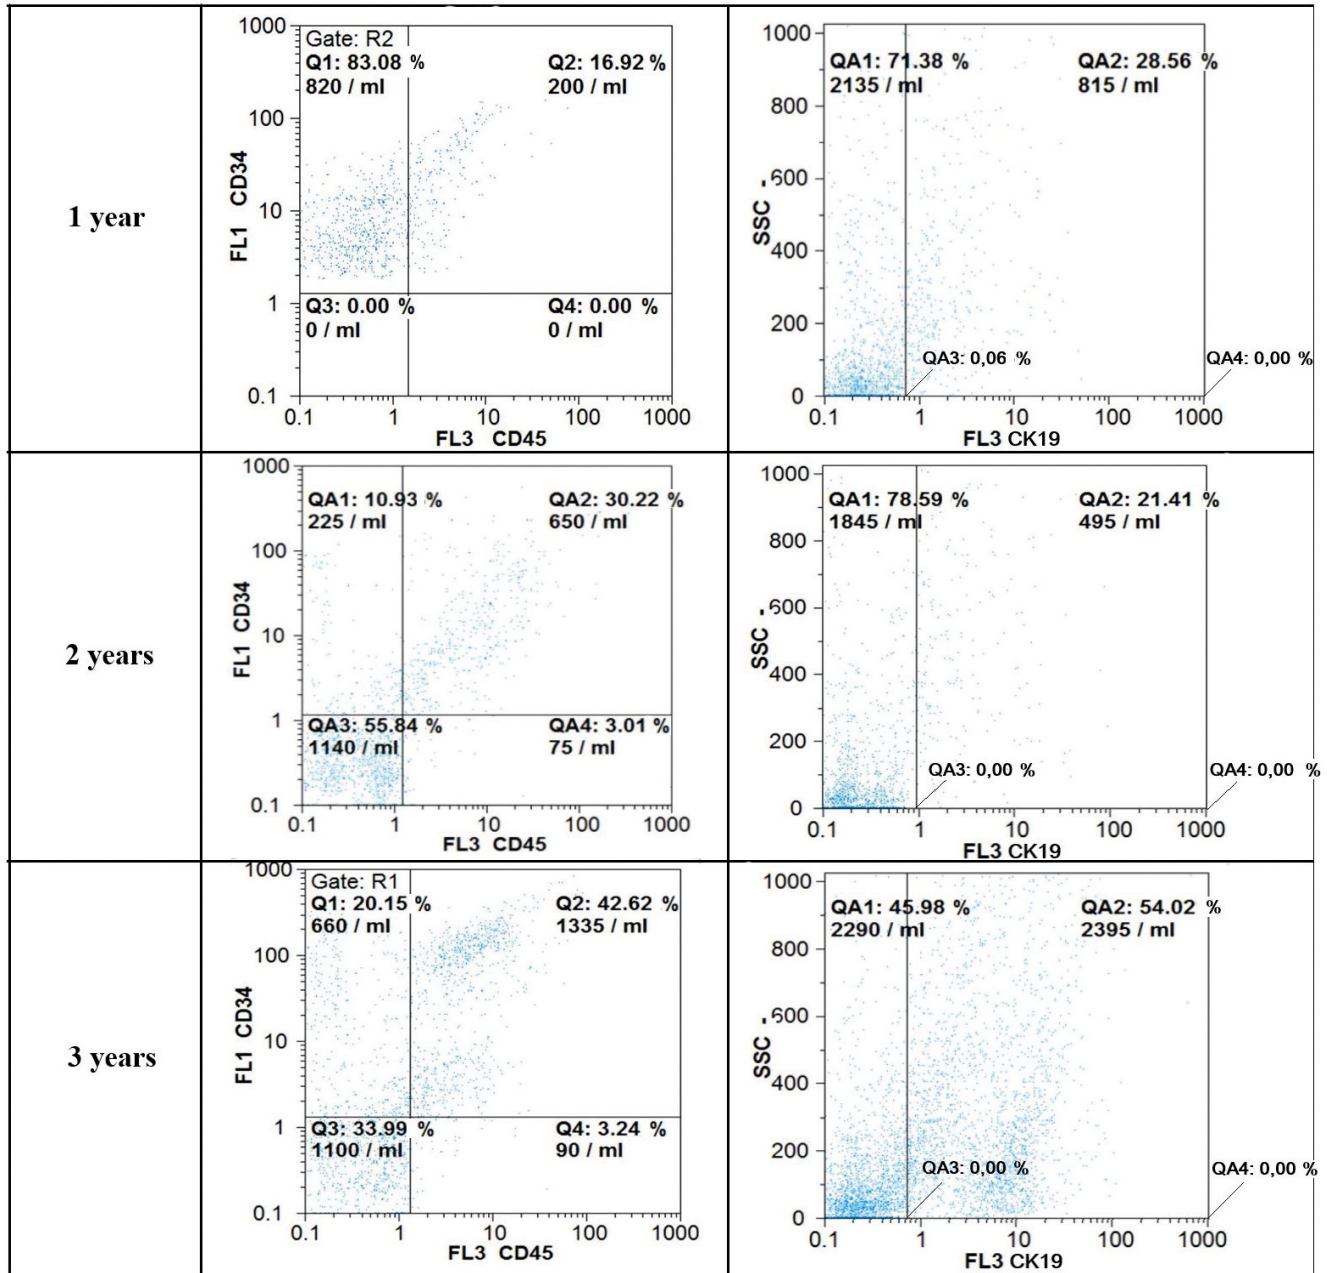 1 year
1000
100
10
1
0.1
FL1 CD34
Gate: R2
Q1: 83.08 %
820 / ml
Q2: 16.92 %
200 / ml
Q3: 0.00 %
0 / ml
Q4: 0.00 %
0 / ml
0.1 1 10 100 1000
FL3 CD45
1000
800
600
400
200
0
SSC -
QA1: 71.38 %
2135 / ml
QA2: 28.56 %
815 / ml
QA3: 0,06 %
QA4: 0,00 %
0.1 1 10 100 1000
FL3 CK19
2 years
1000
100
10
1
0.1
FL1 CD34
QA1: 10.93 %
225 / ml
QA2: 30.22 %
650 / ml
QA3: 55.84 %
1140 / ml
QA4: 3.01 %
75 / ml
0.1 1 10 100 1000
FL3 CD45
1000
800
600
400
200
0
SSC -
QA1: 78.59 %
1845 / ml
QA2: 21.41 %
495 / ml
QA3: 0,00 %
QA4: 0,00 %
0.1 1 10 100 1000
FL3 CK19
3 years
1000
100
10
1
0.1
FL1 CD34
Gate: R1
Q1: 20.15 %
660 / ml
Q2: 42.62 %
1335 / ml
Q3: 33.99 %
1100 / ml
Q4: 3.24 %
90 / ml
0.1 1 10 100 1000
FL3 CD45
1000
800
600
400
200
0
SSC -
QA1: 45.98 %
2290 / ml
QA2: 54.02 %
2395 / ml
QA3: 0,00 %
QA4: 0,00 %
0.1 1 10 100 1000
FL3 CK19